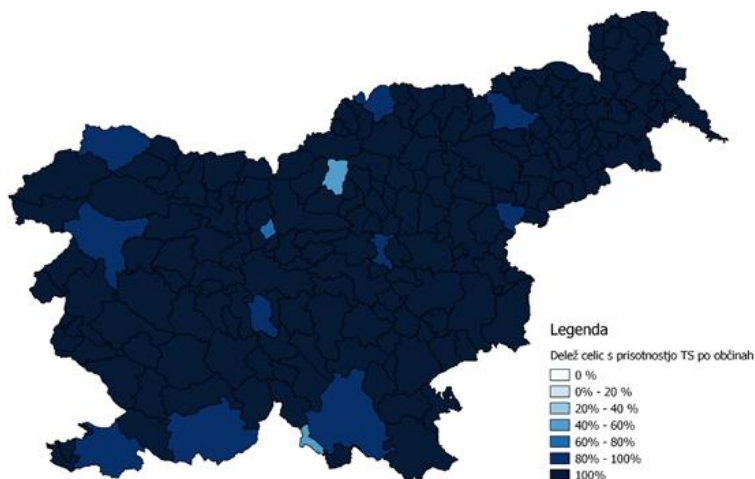 Legenda
Delež celic s prisotnostjo TS po občinah
0 %
0% - 20 %
20% - 40 %
40% - 60%
60% - 80%
80% - 100%
100%